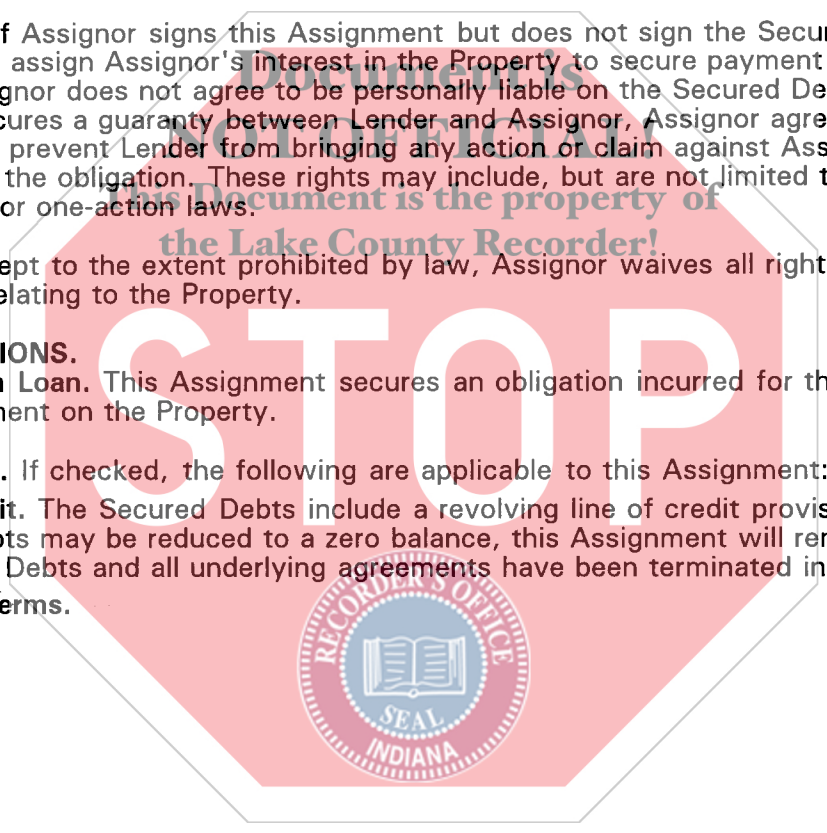 f Assignor signs this Assignment but does not sign the Secur
assign Assignor's interest in the Property to secure payment
gnor does not agree to be personally liable on the Secured De
cures a guaranty between Lender and Assignor, Assignor agre
prevent Lender from bringing any action or claim against Ass
the obligation. These rights may include, but are not limited t
or one-action laws.
ept to the extent prohibited by law, Assignor waives all right
elating to the Property.
IONS.
n Loan. This Assignment secures an obligation incurred for th
nent on the Property.
. If checked, the following are applicable to this Assignment:
it. The Secured Debts include a revolving line of credit provis
ots may be reduced to a zero balance, this Assignment will rer
Debts and all underlying agreements have been terminated in
erms.
Document is
NOT OFFICIAL!
This Document is the property of
the Lake County Recorder!
STOP
RECORDER'S OFFICE
SEAL
INDIANA